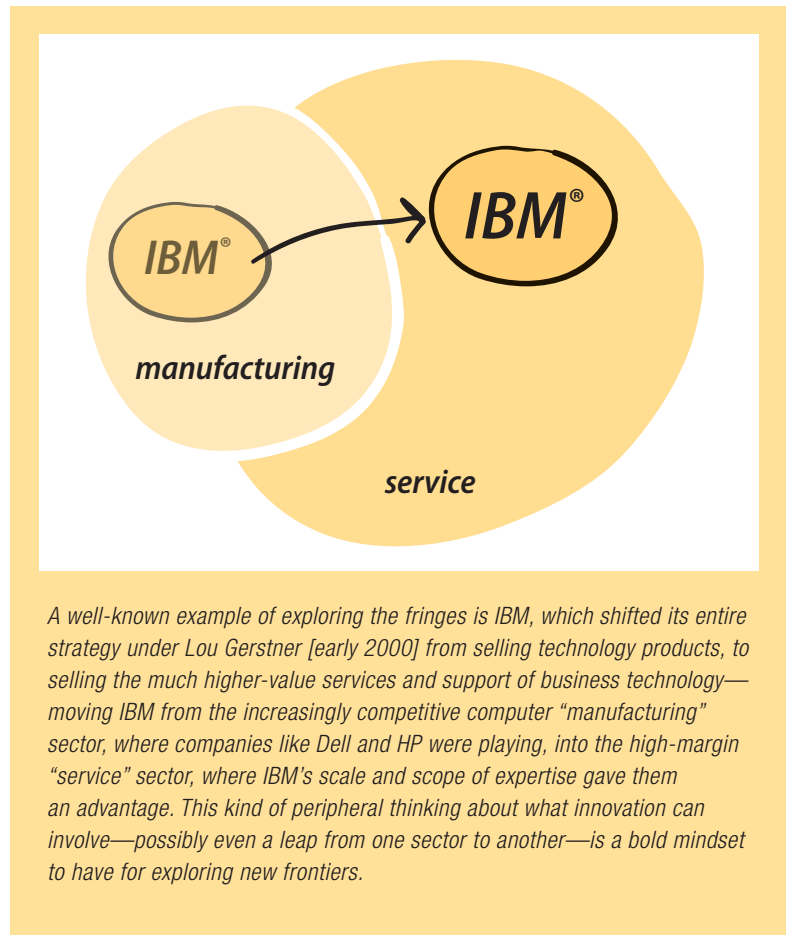 IBM®
IBM®
manufacturing
service
A well-known example of exploring the fringes is IBM, which shifted its entire
strategy under Lou Gerstner [early 2000] from selling technology products, to
selling the much higher-value services and support of business technology—
moving IBM from the increasingly competitive computer “manufacturing”
sector, where companies like Dell and HP were playing, into the high-margin
“service” sector, where IBM’s scale and scope of expertise gave them
an advantage. This kind of peripheral thinking about what innovation can
involve—possibly even a leap from one sector to another—is a bold mindset
to have for exploring new frontiers.